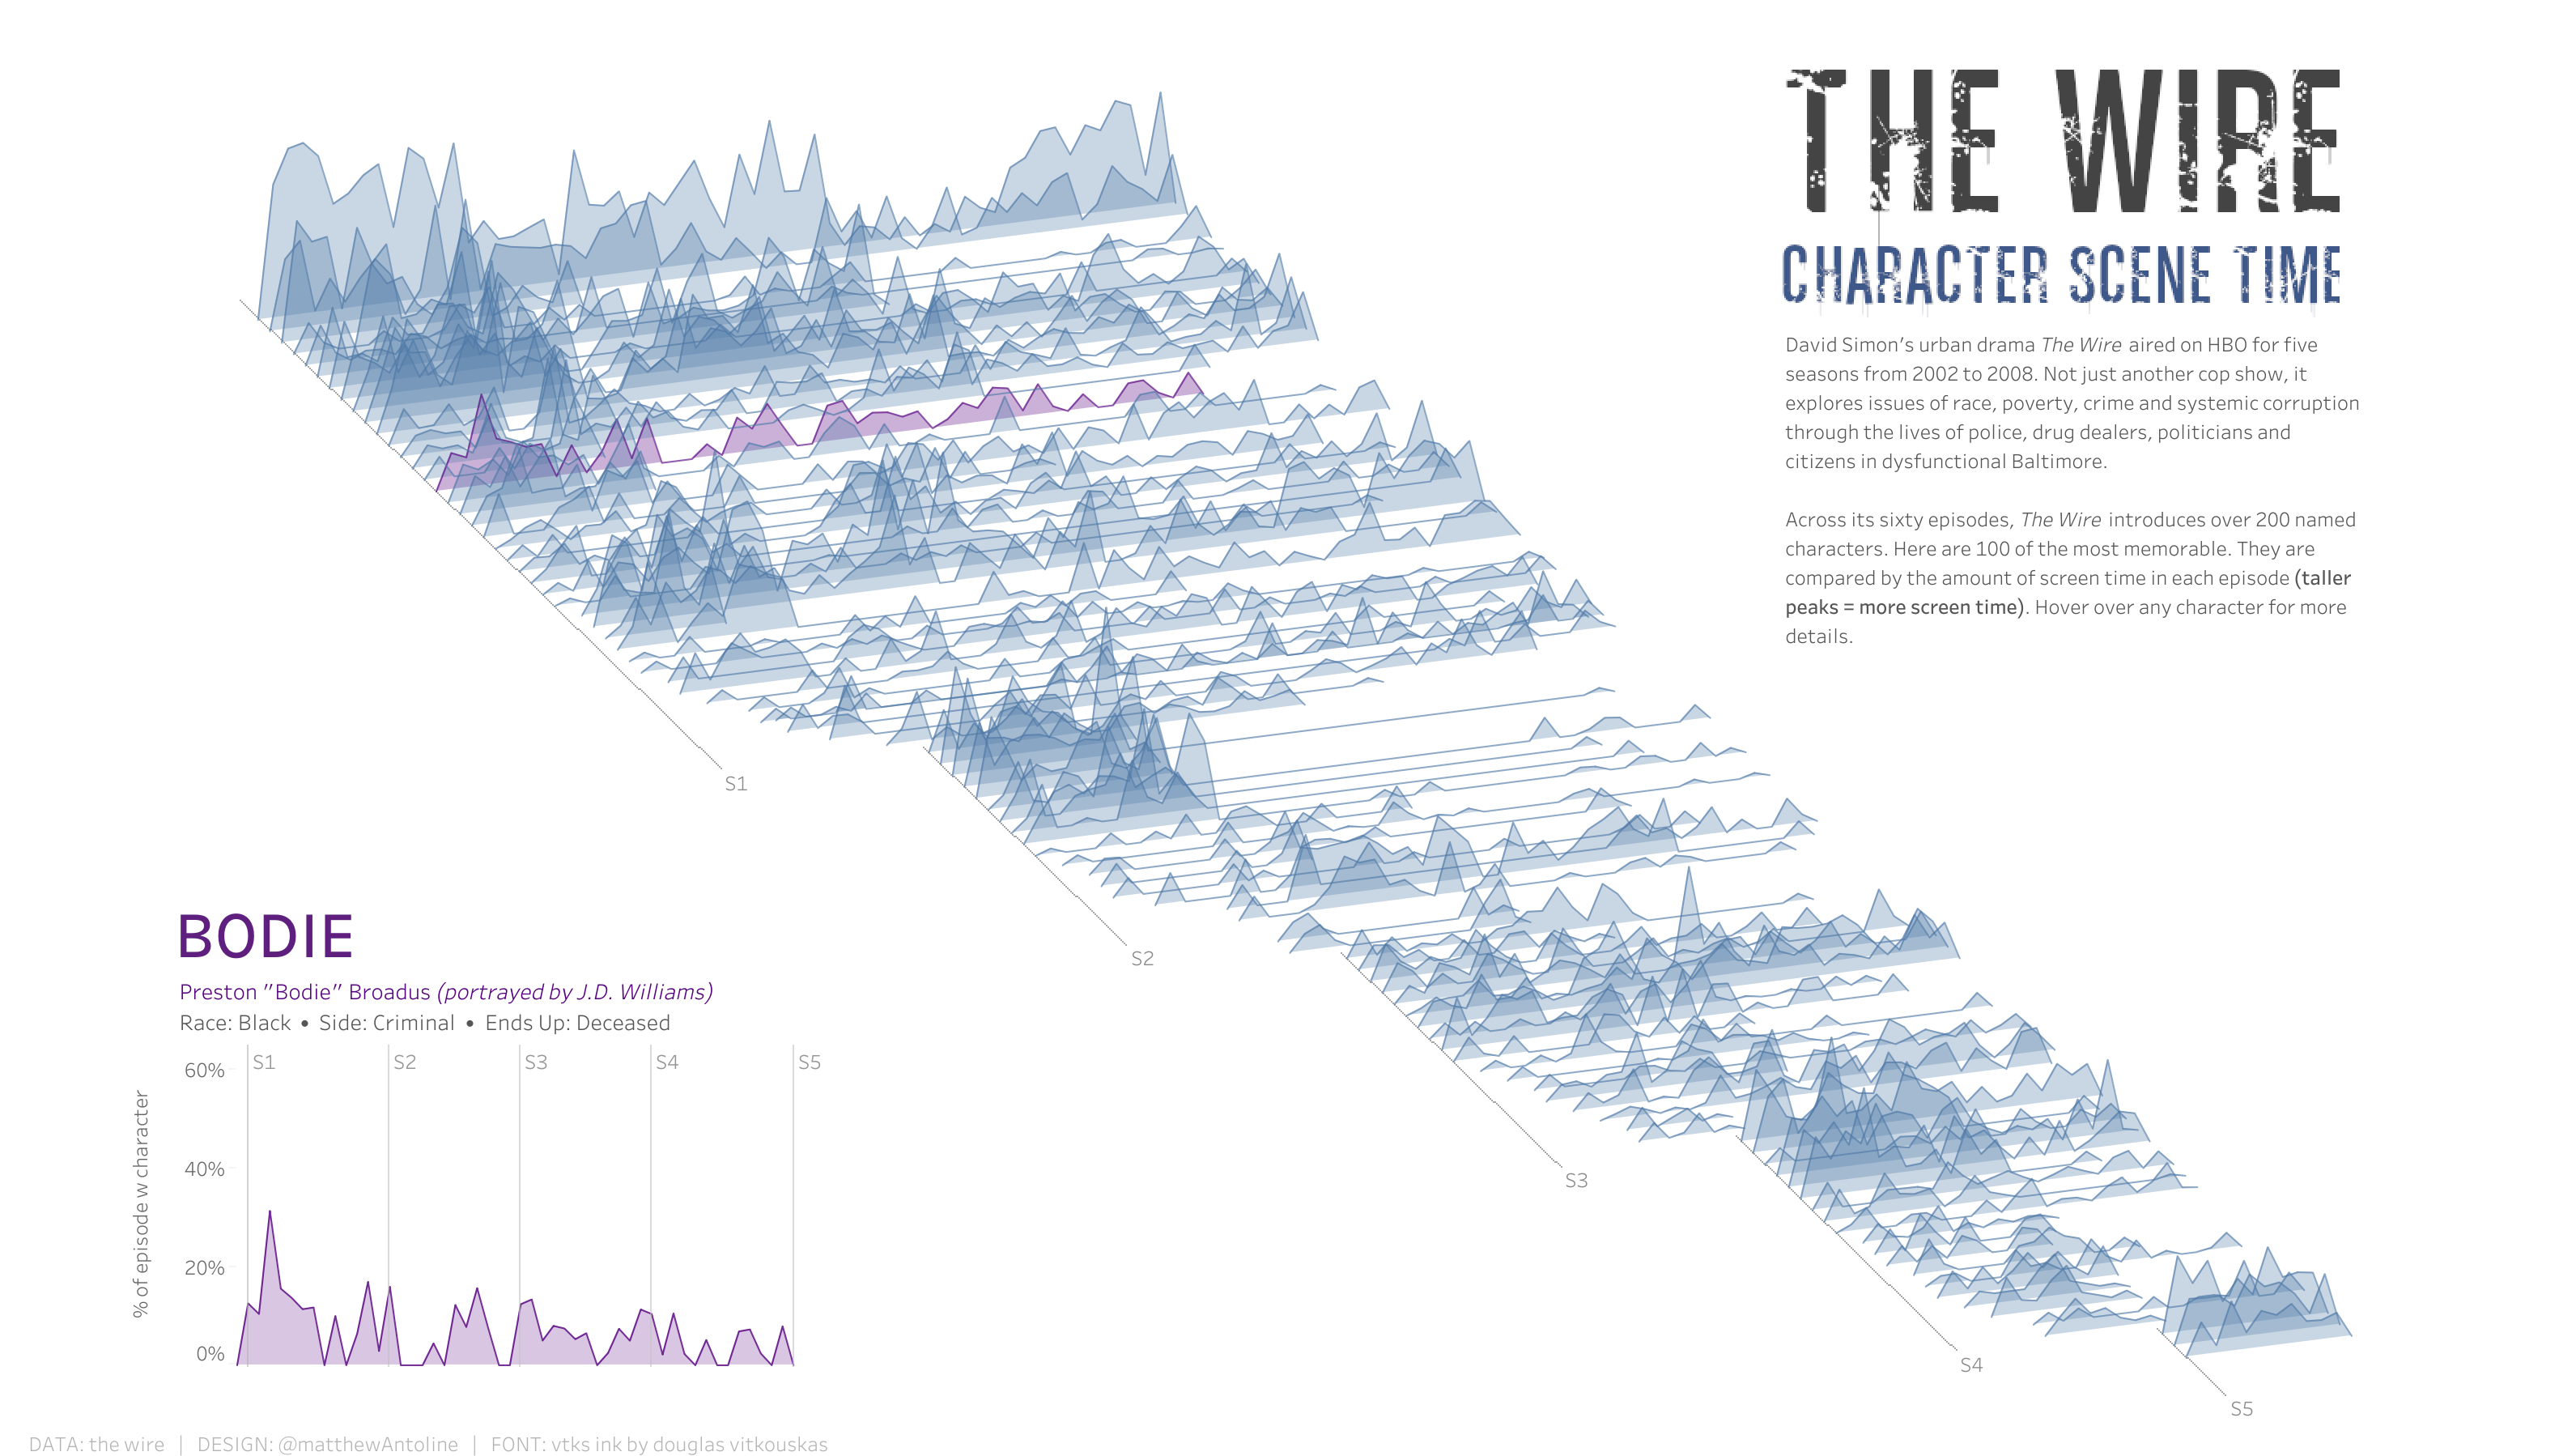 THE WIRE
CHARACTER SCENE TIME
David Simon's urban drama The Wire aired on HBO for five
seasons from 2002 to 2008. Not just another cop show, it
explores issues of race, poverty, crime and systemic corruption
through the lives of police, drug dealers, politicians and
citizens in dysfunctional Baltimore.
Across its sixty episodes, The Wire introduces over 200 named
characters. Here are 100 of the most memorable. They are
compared by the amount of screen time in each episode (taller
peaks = more screen time). Hover over any character for more
details.
S1
S2
S3
S4
S5
BODIE
Preston "Bodie" Broadus (portrayed by J.D. Williams)
Race: Black • Side: Criminal • Ends Up: Deceased
S1 S2 S3 S4 S5
60%
40%
20%
0%
% of episode w character
DATA: the wire | DESIGN: @matthewAntoline | FONT: vtks ink by douglas vitkouskas